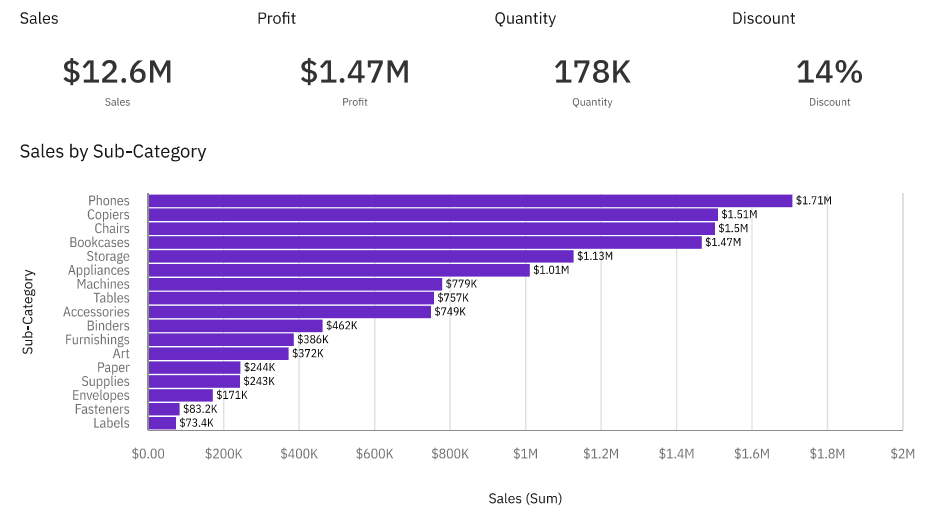 Sales Profit Quantity Discount
$12.6M $1.47M 178K 14%
Sales Profit Quantity Discount
Sales by Sub-Category
Sub-Category
Phones $1.71M
Copiers $1.51M
Chairs $1.5M
Bookcases $1.47M
Storage $1.13M
Appliances $1.01M
Machines $779K
Tables $757K
Accessories $749K
Binders $462K
Furnishings $386K
Art $372K
Paper $244K
Supplies $243K
Envelopes $171K
Fasteners $83.2K
Labels $73.4K
$0.00 $200K $400K $600K $800K $1M $1.2M $1.4M $1.6M $1.8M $2M
Sales (Sum)